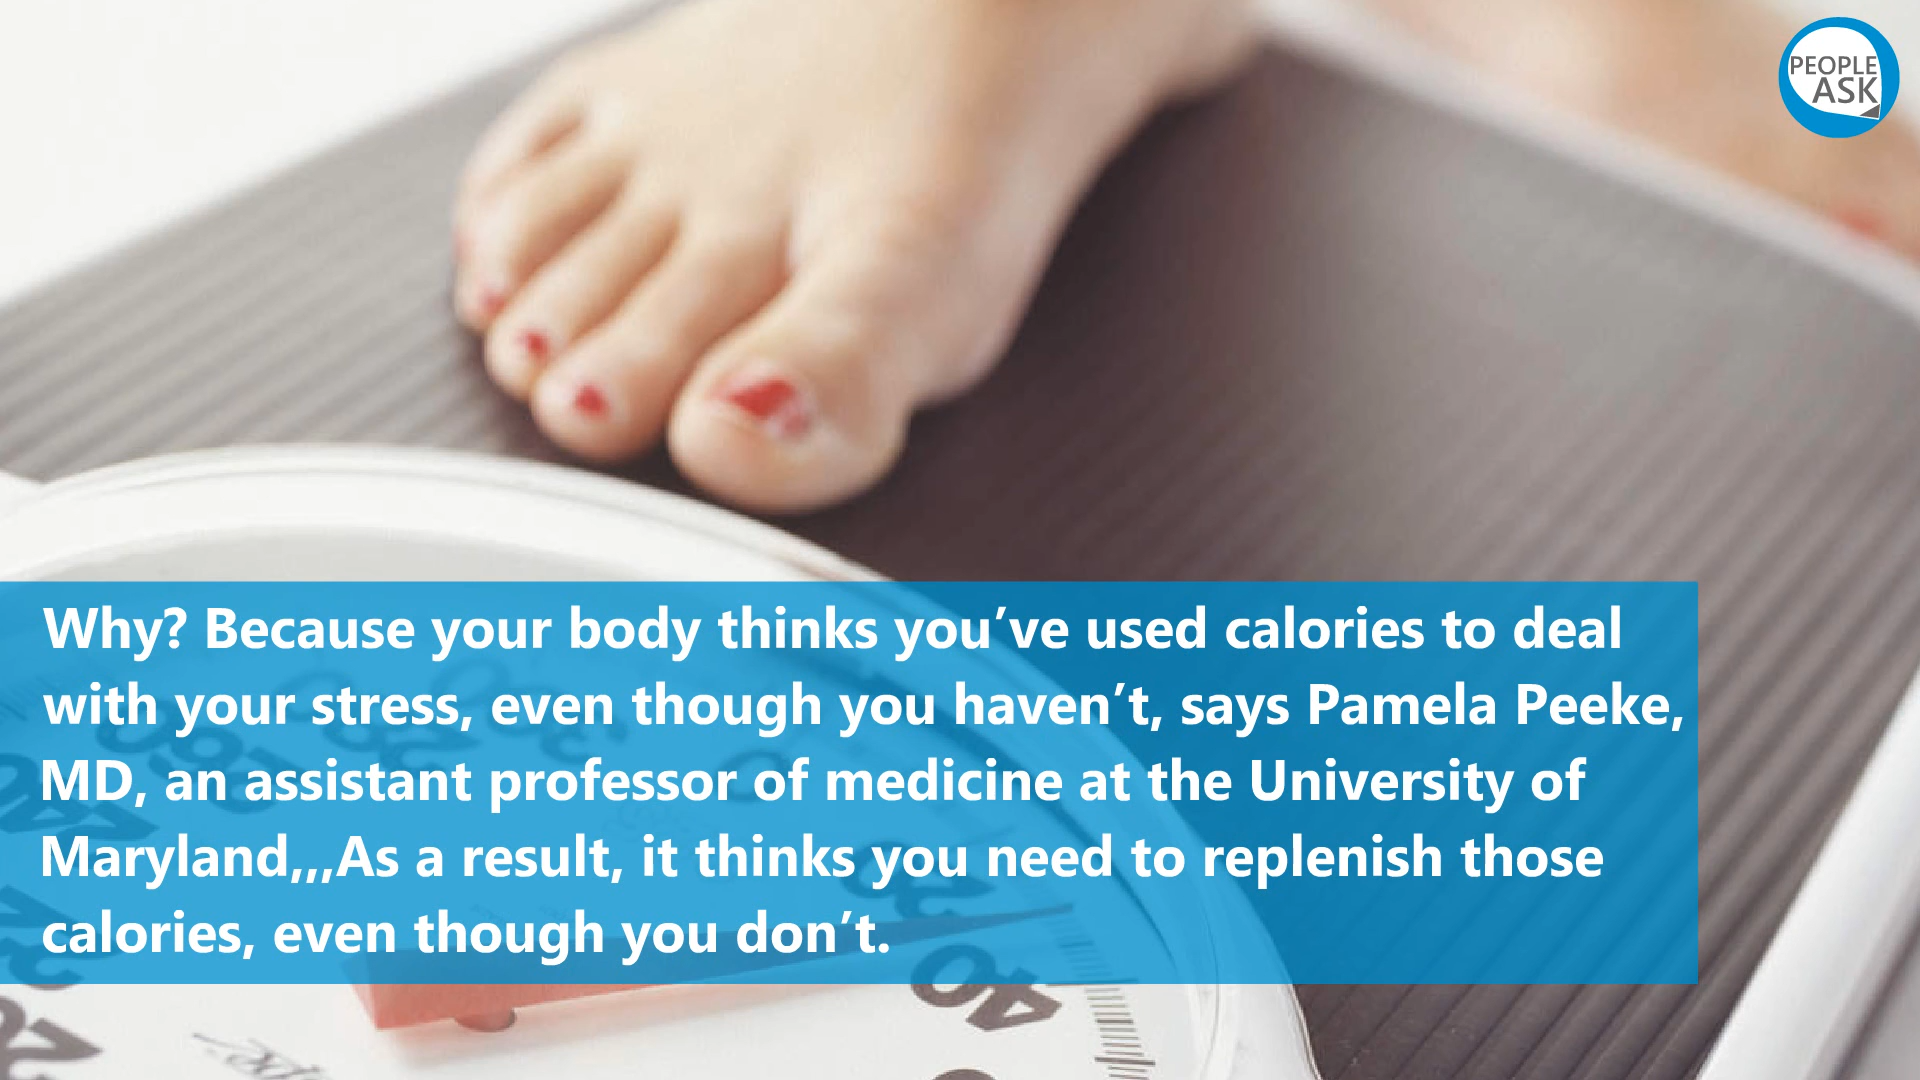 PEOPLE
ASK
Why? Because your body thinks you’ve used calories to deal
with your stress, even though you haven’t, says Pamela Peeke,
MD, an assistant professor of medicine at the University of
Maryland,,,As a result, it thinks you need to replenish those
calories, even though you don’t.
40